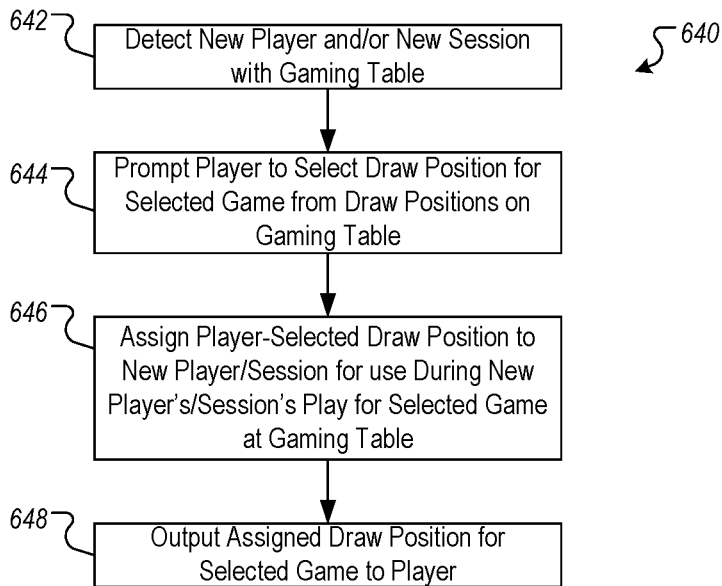 642
Detect New Player and/or New Session
with Gaming Table
640
644
Prompt Player to Select Draw Position for
Selected Game from Draw Positions on
Gaming Table
646
Assign Player-Selected Draw Position to
New Player/Session for use During New
Player's/Session's Play for Selected Game
at Gaming Table
648
Output Assigned Draw Position for
Selected Game to Player